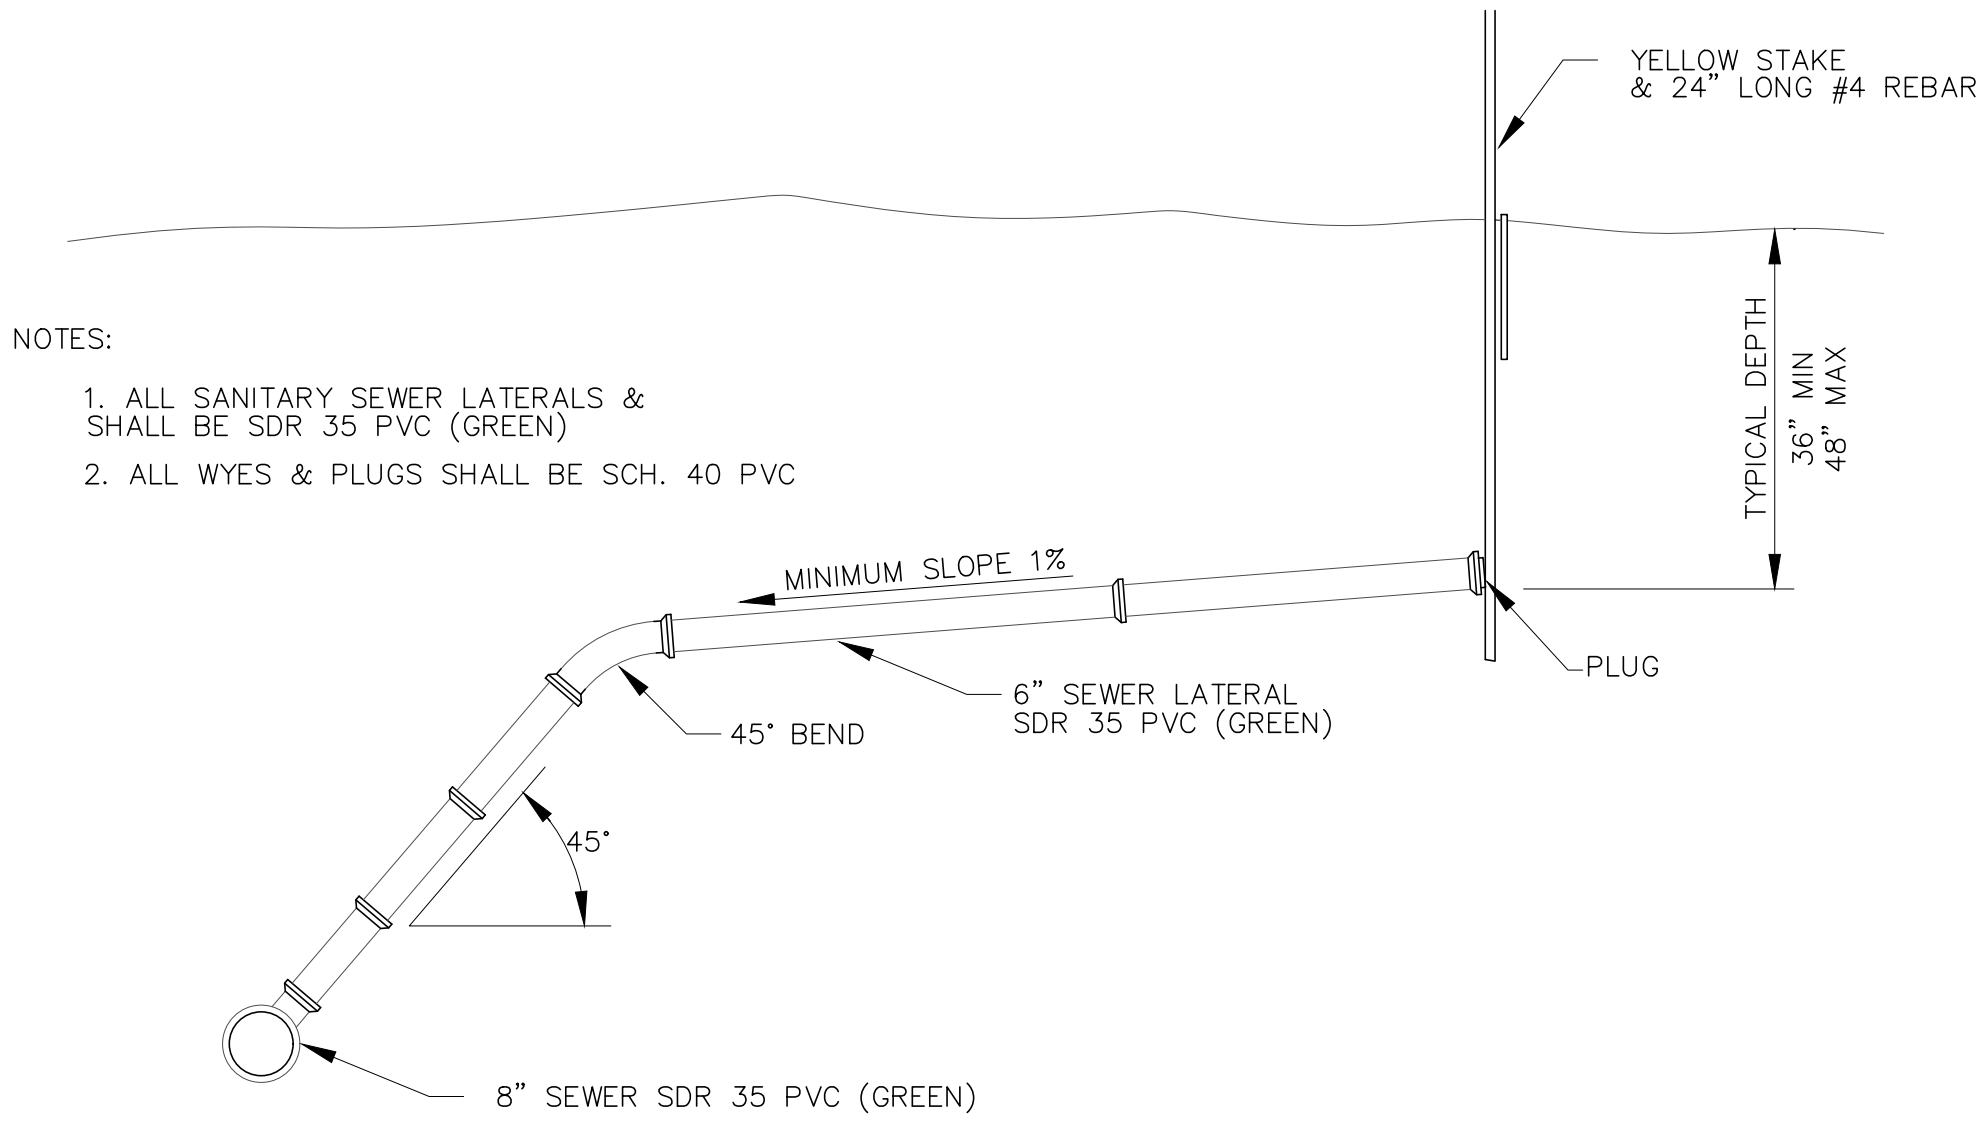 YELLOW STAKE
& 24” LONG #4 REBAR
NOTES:
1. ALL SANITARY SEWER LATERALS &
SHALL BE SDR 35 PVC (GREEN)
2. ALL WYES & PLUGS SHALL BE SCH. 40 PVC
TYPICAL DEPTH
36” MIN
48” MAX
MINIMUM SLOPE 1%
PLUG
6” SEWER LATERAL
SDR 35 PVC (GREEN)
45° BEND
45°
8” SEWER SDR 35 PVC (GREEN)